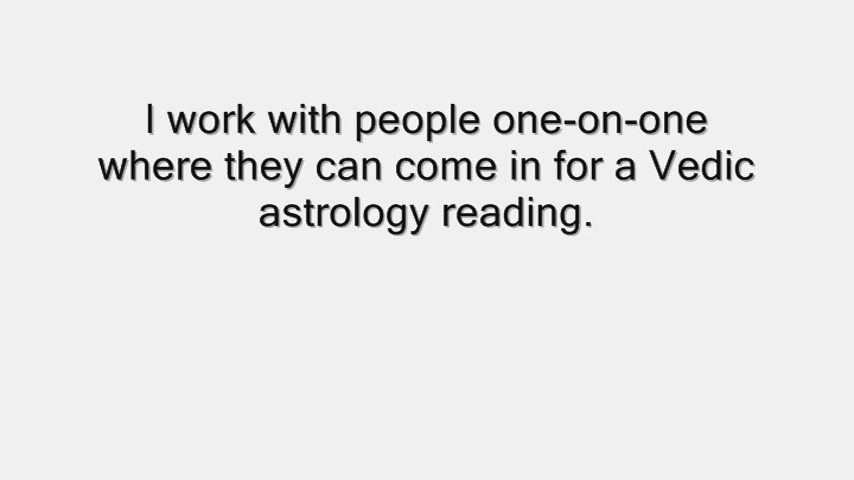 I work with people one-on-one
where they can come in for a Vedic
astrology reading.